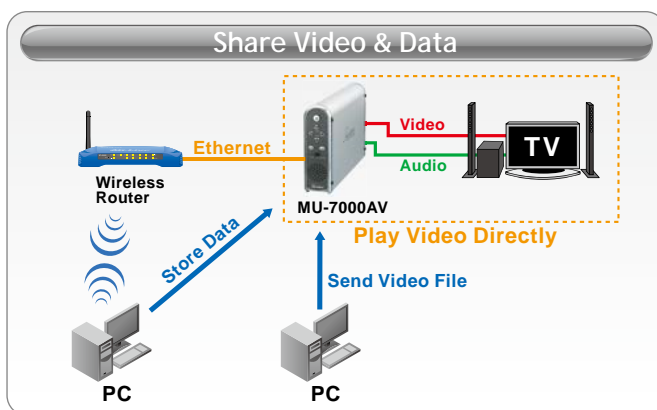 Share Video & Data
Ethernet
Video
Audio
TV
Wireless
Router
MU-7000AV
Play Video Directly
Store Data
Send Video File
PC
PC